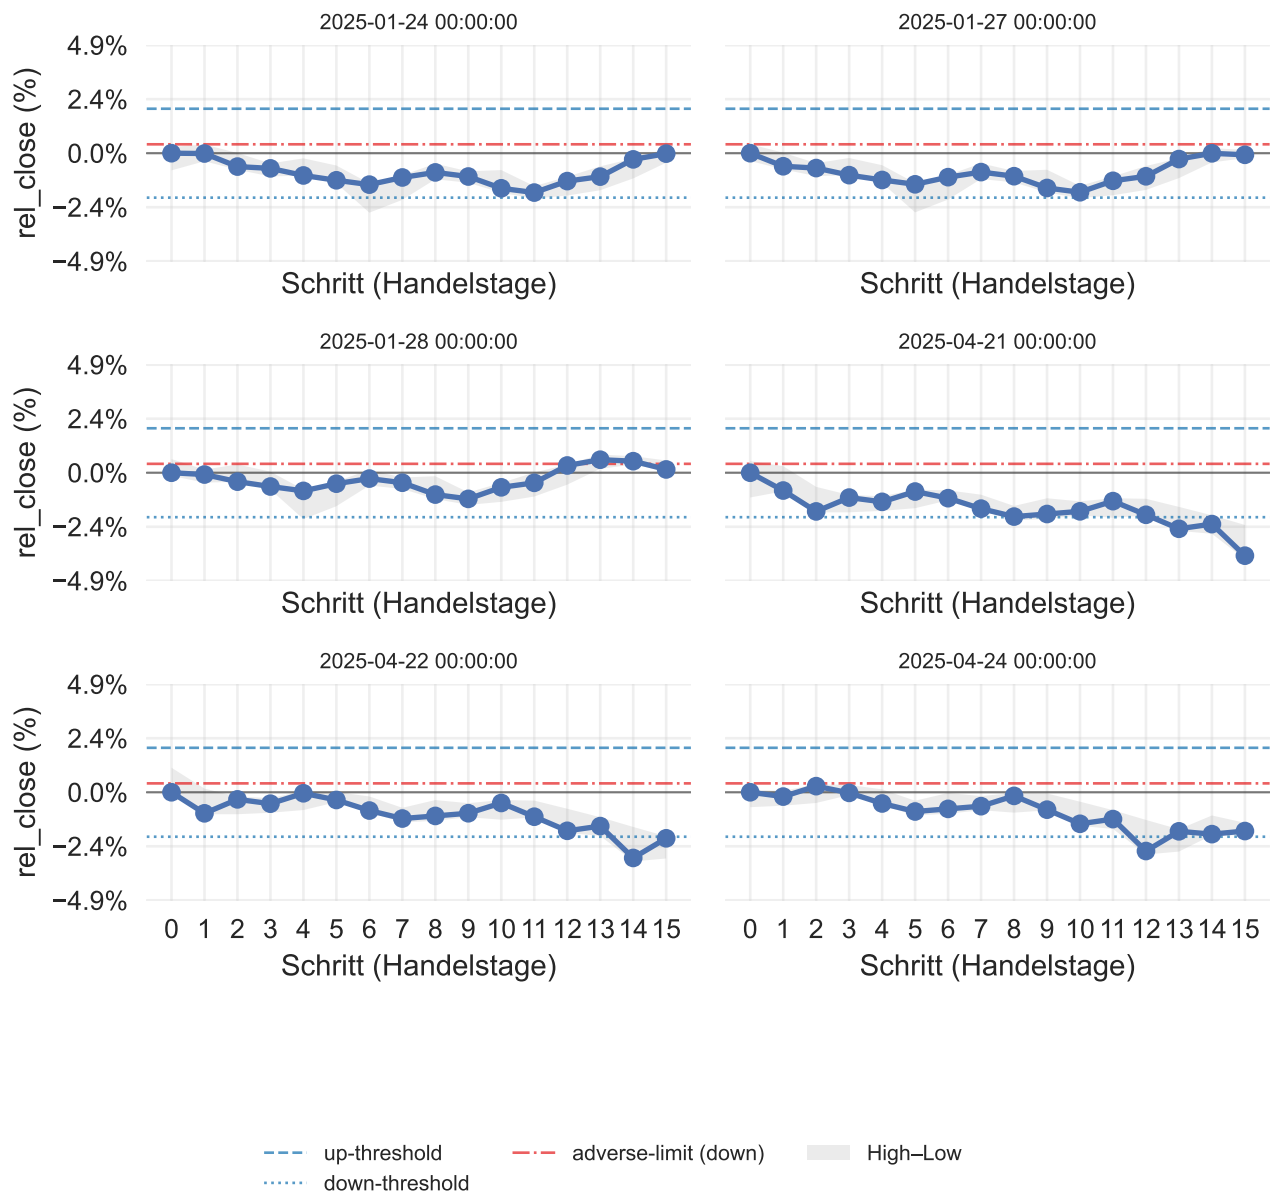 2025-01-24 00:00:00
2025-01-27 00:00:00
4.9%
2.4%
0.0%
−2.4%
−4.9%
rel_close (%)
Schritt (Handelstage)
Schritt (Handelstage)
2025-01-28 00:00:00
2025-04-21 00:00:00
4.9%
2.4%
0.0%
−2.4%
−4.9%
rel_close (%)
Schritt (Handelstage)
Schritt (Handelstage)
2025-04-22 00:00:00
2025-04-24 00:00:00
4.9%
2.4%
0.0%
−2.4%
−4.9%
rel_close (%)
0 1 2 3 4 5 6 7 8 9 10 11 12 13 14 15
0 1 2 3 4 5 6 7 8 9 10 11 12 13 14 15
Schritt (Handelstage)
Schritt (Handelstage)
up-threshold
down-threshold
adverse-limit (down)
High–Low